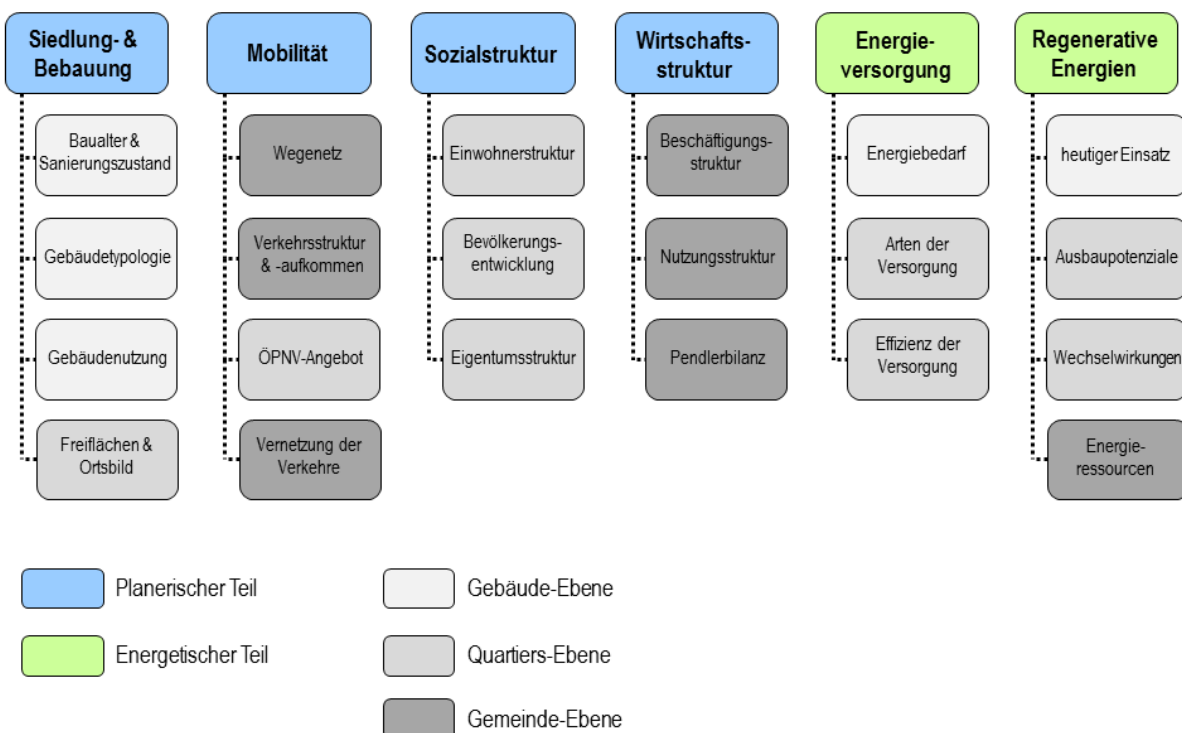 Siedlung- &
Bebauung
Baualter &
Sanierungszustand
Gebäudetypologie
Gebäudenutzung
Freiflächen &
Ortsbild
Mobilität
Wegenetz
Verkehrsstruktur
& -aufkommen
ÖPNV-Angebot
Vernetzung der
Verkehre
Sozialstruktur
Einwohnerstruktur
Bevölkerungs-
entwicklung
Eigentumsstruktur
Wirtschafts-
struktur
Beschäftigungs-
struktur
Nutzungsstruktur
Pendlerbilanz
Energie-
versorgung
Energiebedarf
Arten der
Versorgung
Effizienz der
Versorgung
Regenerative
Energien
heutiger Einsatz
Ausbaupotenziale
Wechselwirkungen
Energie-
ressourcen
Planerischer Teil
Energetischer Teil
Gebäude-Ebene
Quartiers-Ebene
Gemeinde-Ebene